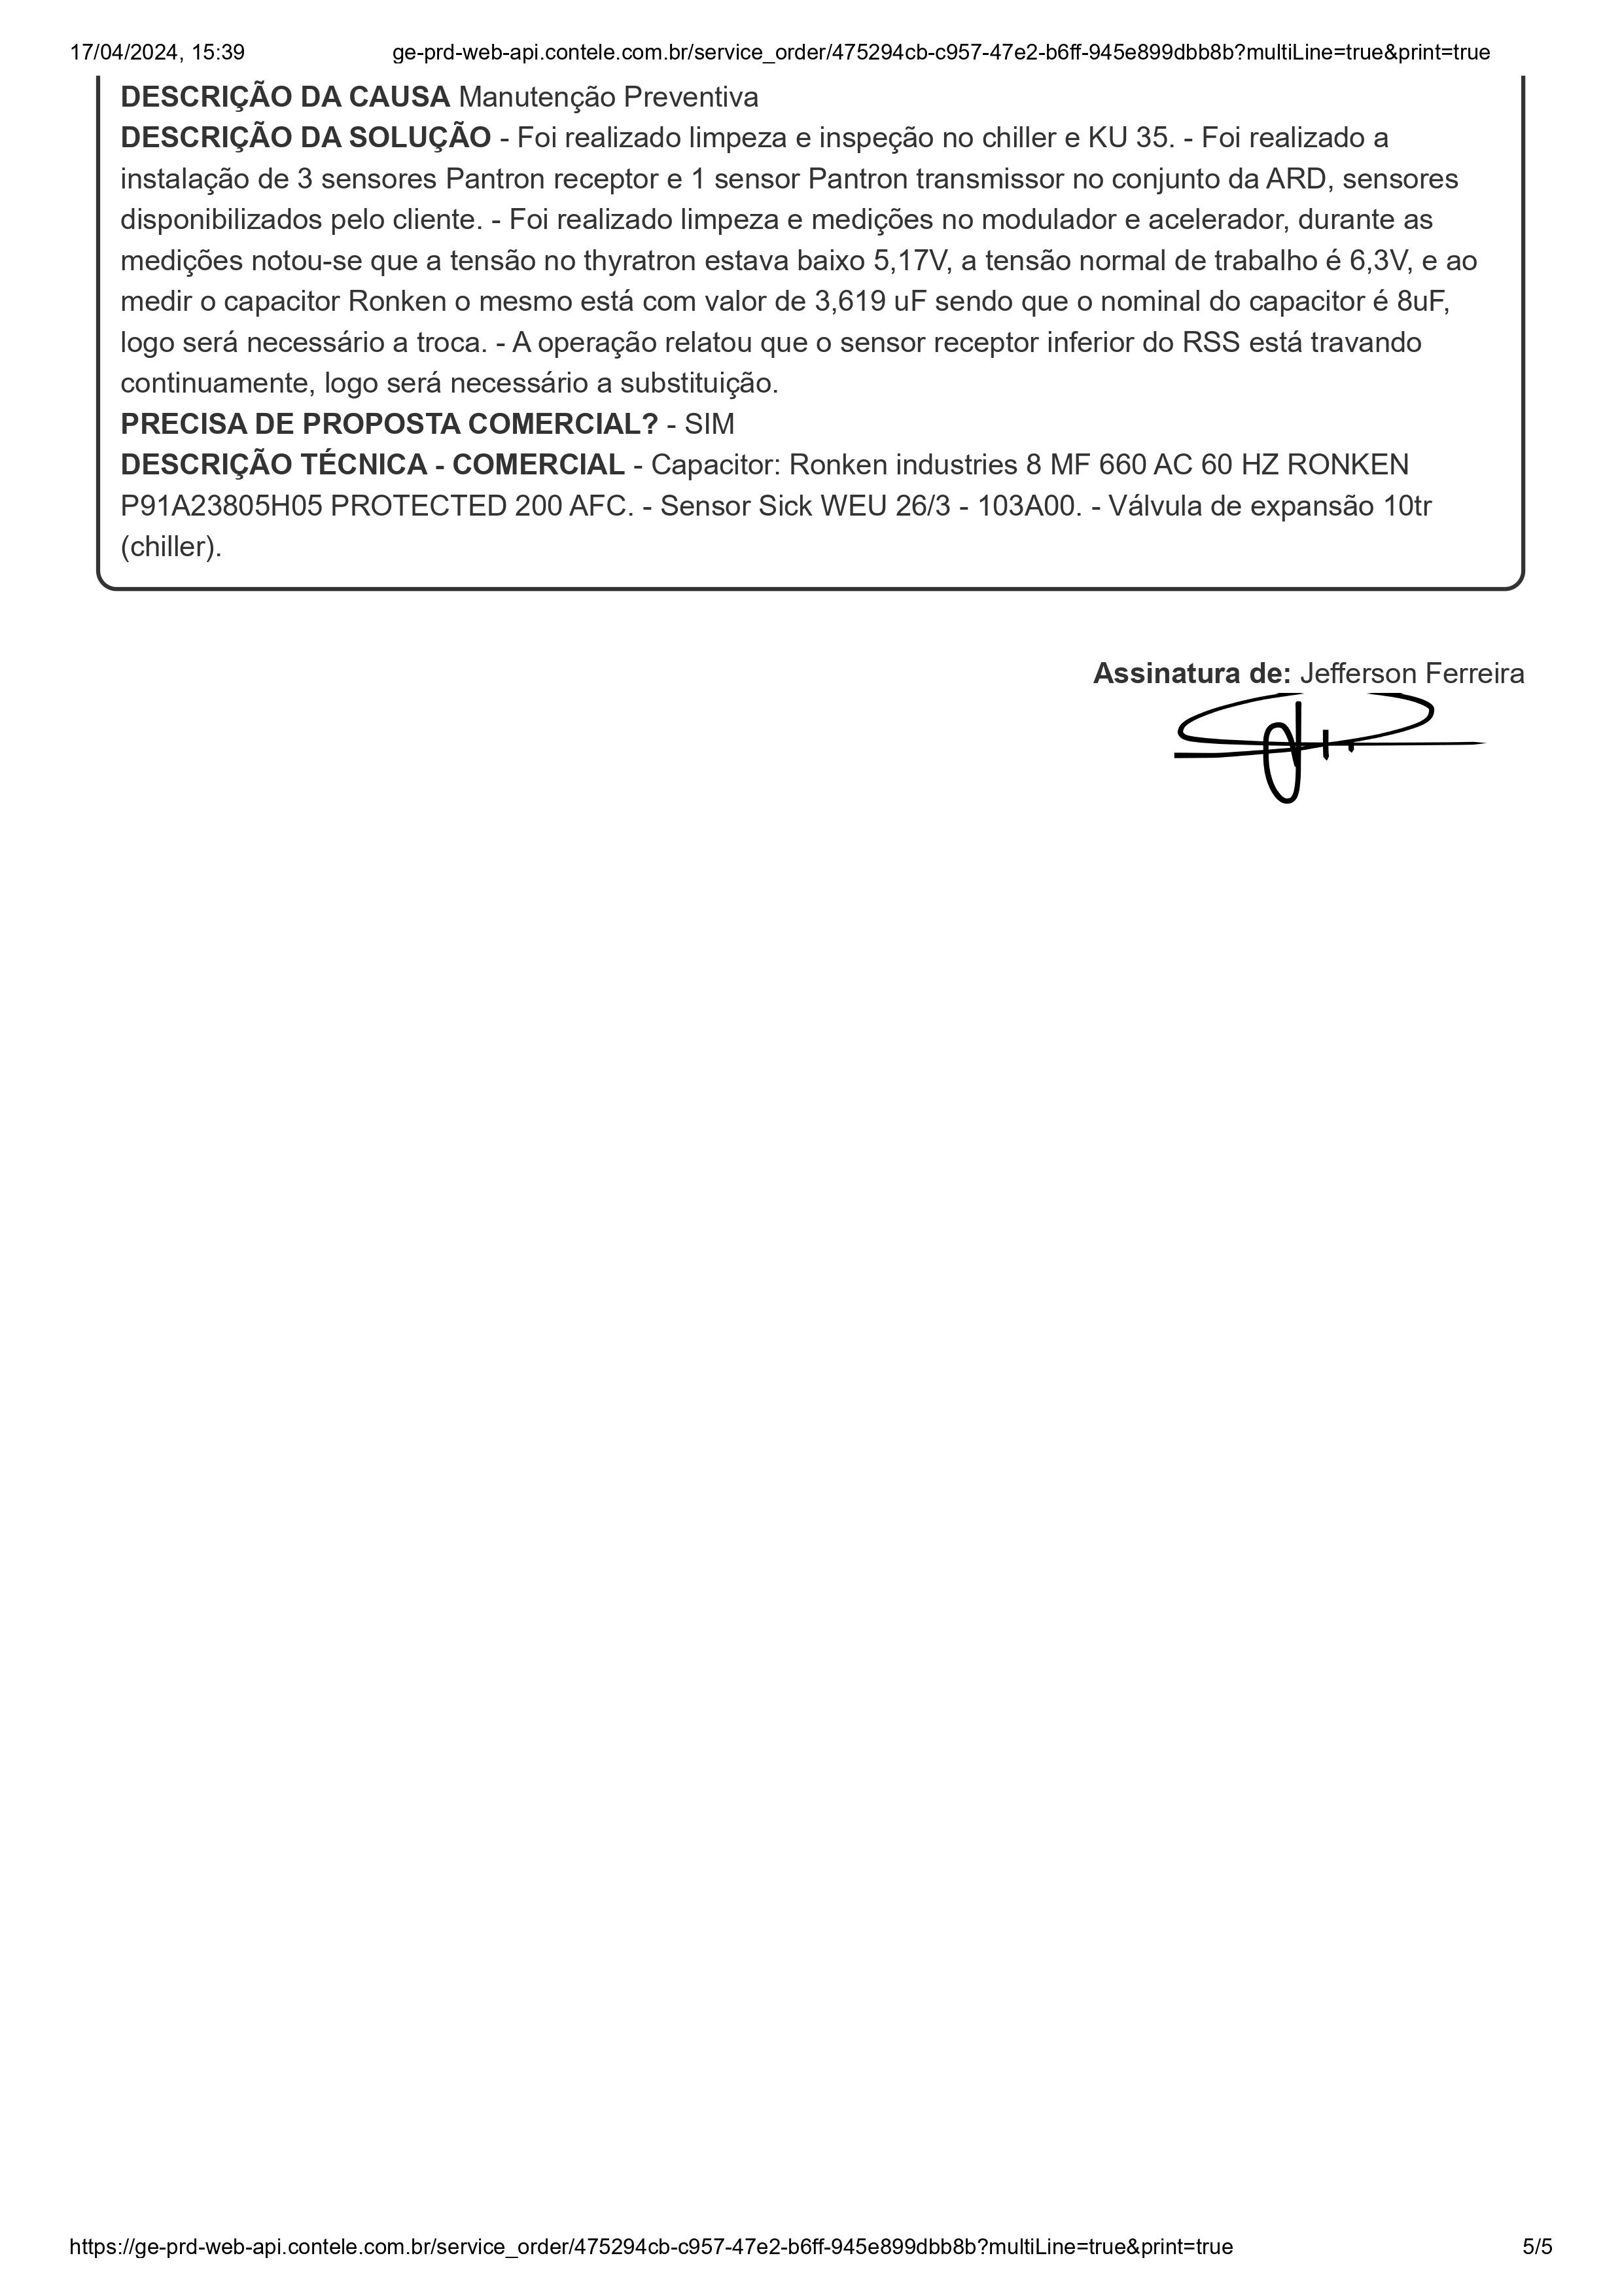 17/04/2024, 15:39 ge-prd-web-api.contele.com.br/service_order/475294cb-c957-47e2-b6ff-945e899dbb8b?multiLine=true&print=true
DESCRIÇÃO DA CAUSA Manutenção Preventiva
DESCRIÇÃO DA SOLUÇÃO - Foi realizado limpeza e inspeção no chiller e KU 35. - Foi realizado a
instalação de 3 sensores Pantron receptor e 1 sensor Pantron transmissor no conjunto da ARD, sensores
disponibilizados pelo cliente. - Foi realizado limpeza e medições no modulador e acelerador, durante as
medições notou-se que a tensão no thyratron estava baixo 5,17V, a tensão normal de trabalho é 6,3V, e ao
medir o capacitor Ronken o mesmo está com valor de 3,619 uF sendo que o nominal do capacitor é 8uF,
logo será necessário a troca. - A operação relatou que o sensor receptor inferior do RSS está travando
continuamente, logo será necessário a substituição.
PRECISA DE PROPOSTA COMERCIAL? - SIM
DESCRIÇÃO TÉCNICA - COMERCIAL - Capacitor: Ronken industries 8 MF 660 AC 60 HZ RONKEN
P91A23805H05 PROTECTED 200 AFC. - Sensor Sick WEU 26/3 - 103A00. - Válvula de expansão 10tr
(chiller).
Assinatura de: Jefferson Ferreira
https://ge-prd-web-api.contele.com.br/service_order/475294cb-c957-47e2-b6ff-945e899dbb8b?multiLine=true&print=true 5/5